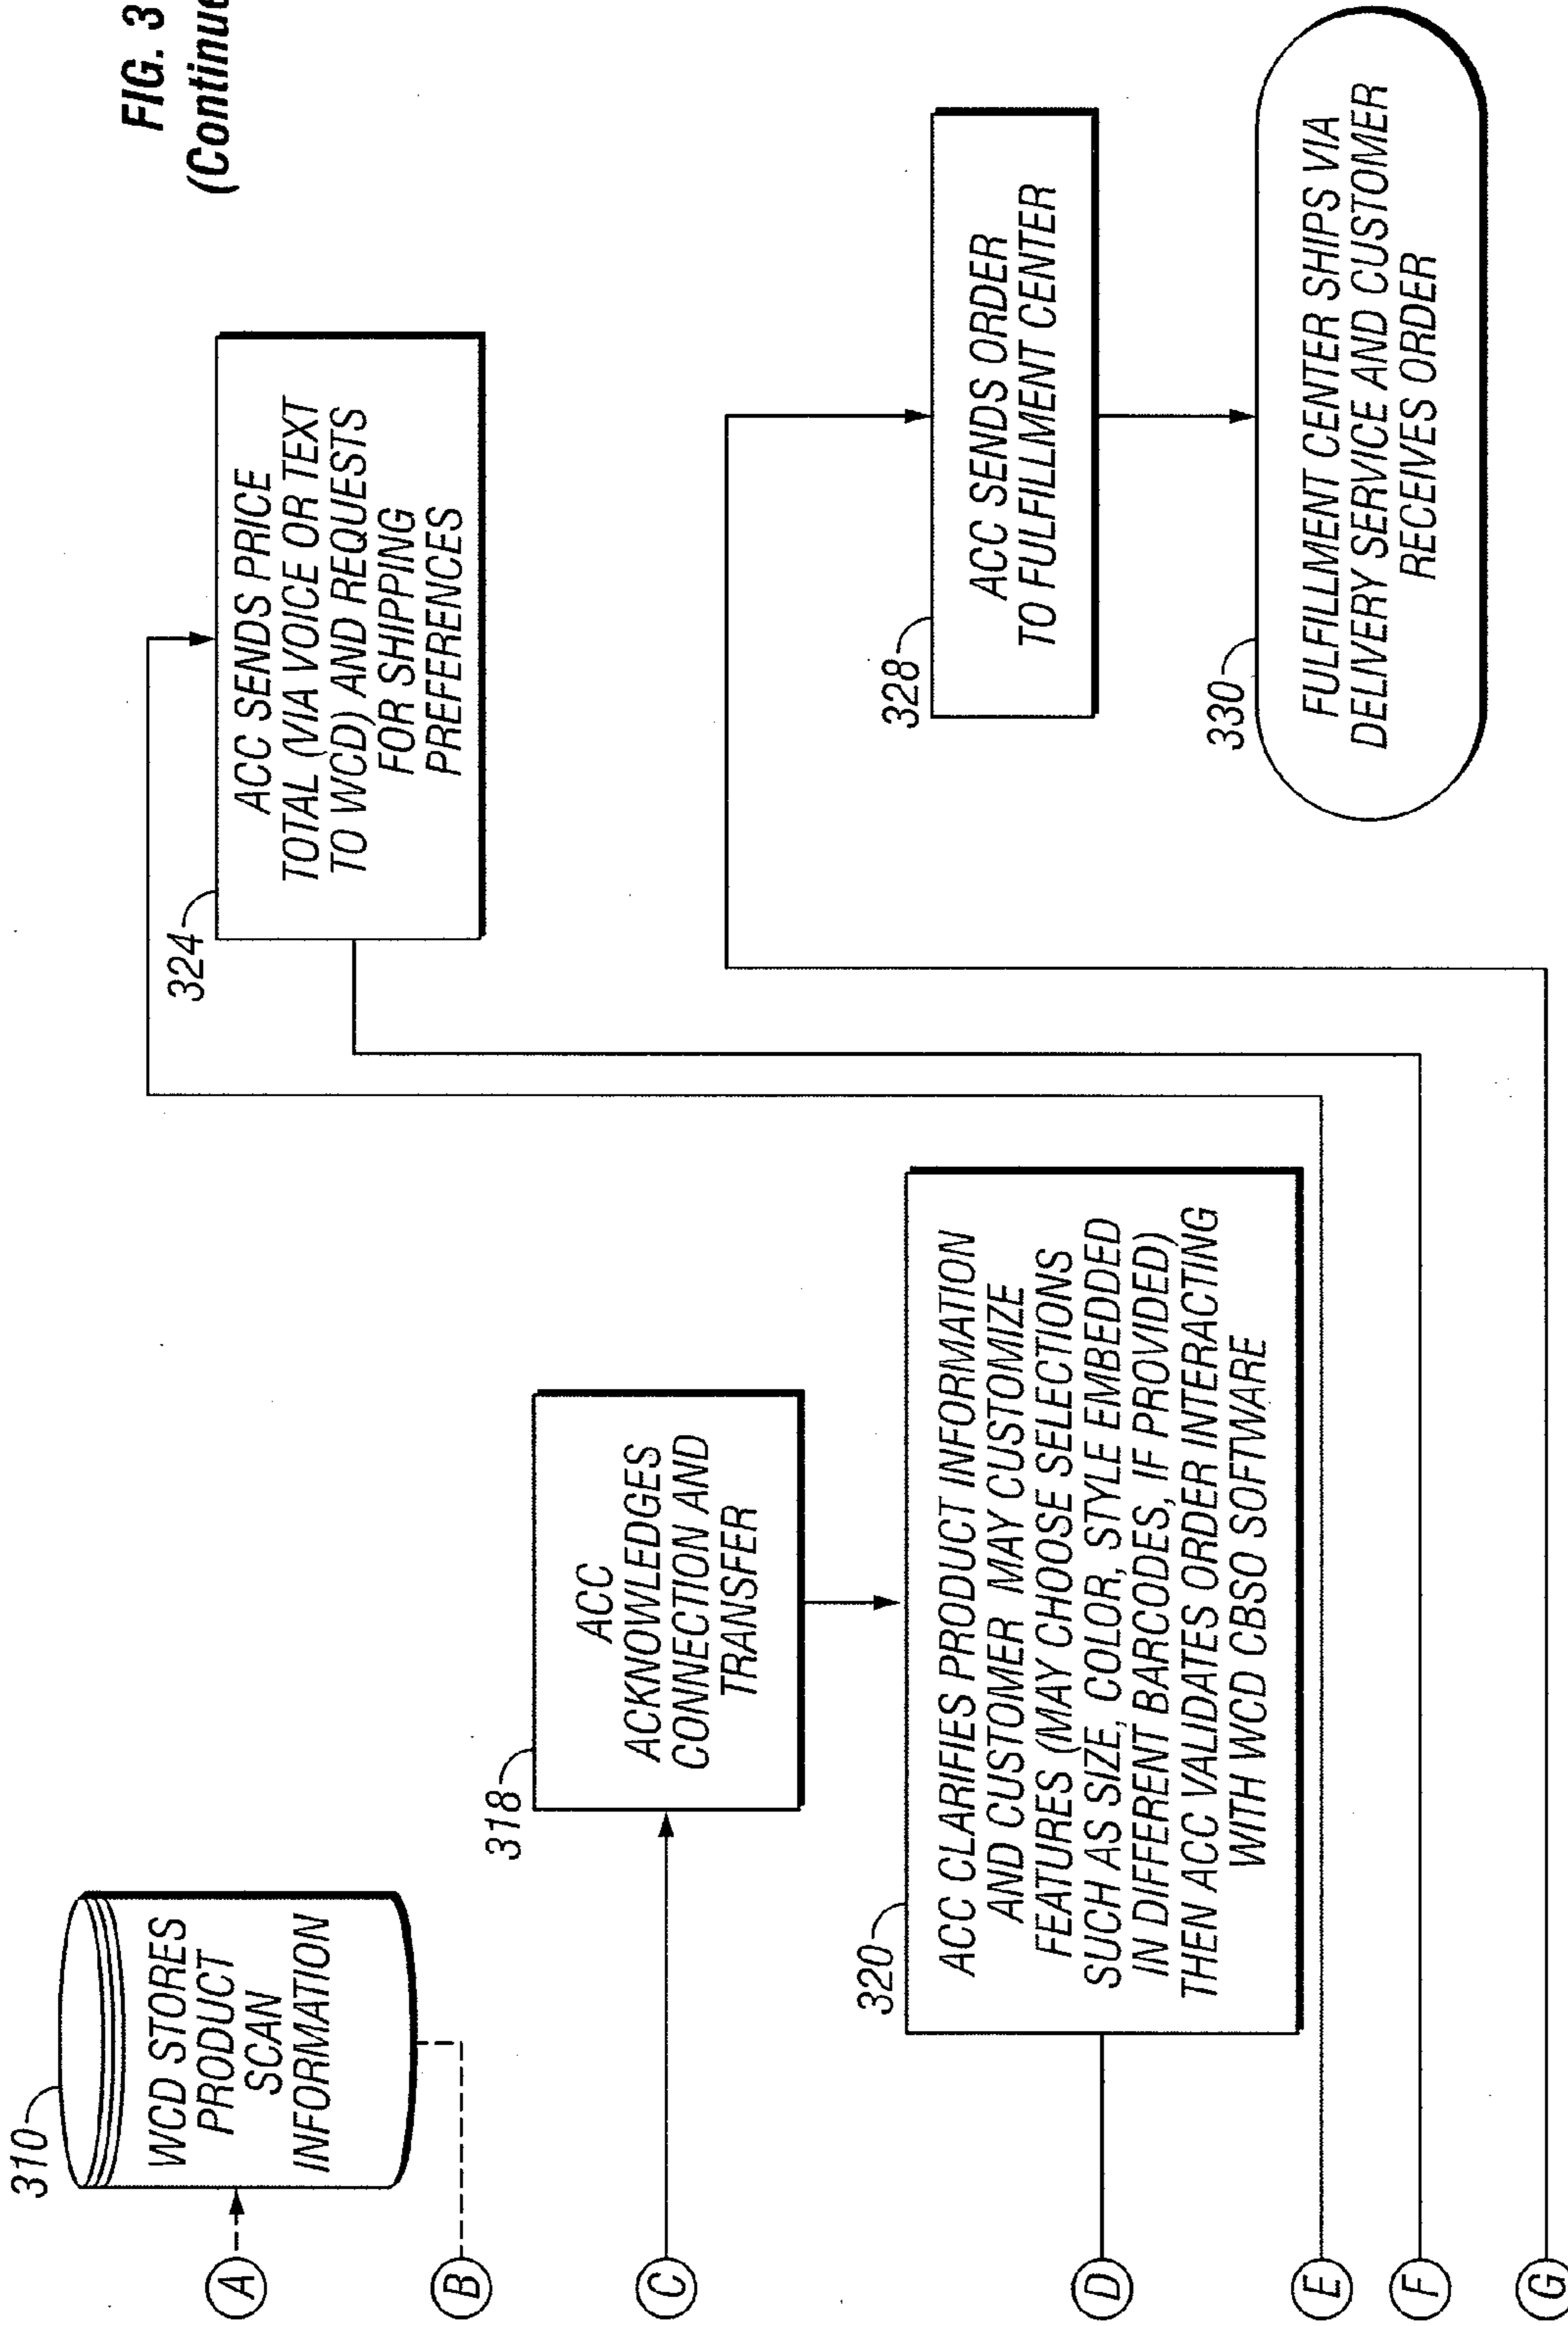 FIG. 3
(Continue
310
WCD STORES
PRODUCT
SCAN
INFORMATION
A
B
324
ACC SENDS PRICE
TOTAL (VIA VOICE OR TEXT
TO WCD) AND REQUESTS
FOR SHIPPING
PREFERENCES
318
ACC
ACKNOWLEDGES
CONNECTION AND
TRANSFER
C
320
ACC CLARIFIES PRODUCT INFORMATION
AND CUSTOMER MAY CUSTOMIZE
FEATURES (MAY CHOOSE SELECTIONS
SUCH AS SIZE, COLOR, STYLE EMBEDDED
IN DIFFERENT BARCODES, IF PROVIDED)
THEN ACC VALIDATES ORDER INTERACTING
WITH WCD CBSO SOFTWARE
D
328
ACC SENDS ORDER
TO FULFILLMENT CENTER
330
FULFILLMENT CENTER SHIPS VIA
DELIVERY SERVICE AND CUSTOMER
RECEIVES ORDER
E
F
G